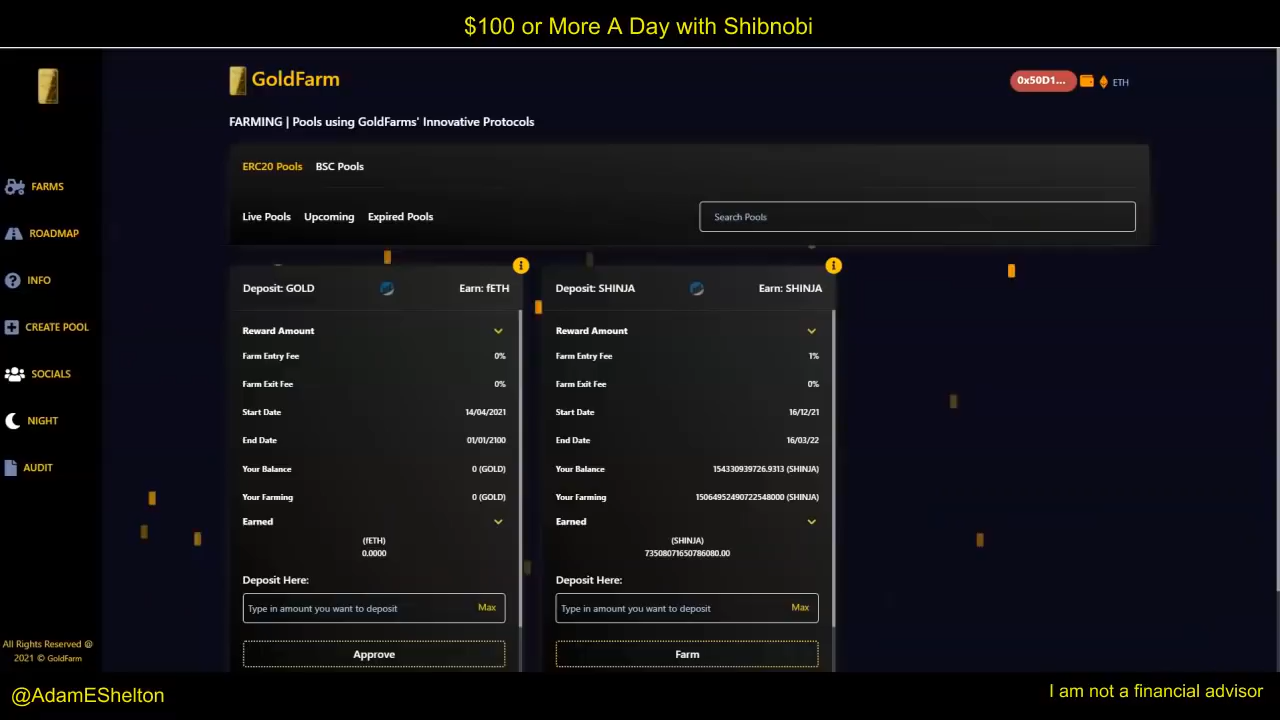 $100 or More A Day with Shibnobi
GoldFarm
0x50D1...
ETH
FARMING | Pools using GoldFarms' Innovative Protocols
ERC20 Pools BSC Pools
Live Pools Upcoming Expired Pools
Search Pools
FARMS
ROADMAP
INFO
CREATE POOL
SOCIALS
NIGHT
AUDIT
All Rights Reserved @
2021 © GoldFarm
Deposit: GOLD Earn: fETH
Reward Amount
Farm Entry Fee 0%
Farm Exit Fee 0%
Start Date 14/04/2021
End Date 01/01/2100
Your Balance 0 (GOLD)
Your Farming 0 (GOLD)
Earned
(fETH)
0.0000
Deposit Here:
Type in amount you want to deposit Max
Approve
Deposit: SHINJA Earn: SHINJA
Reward Amount
Farm Entry Fee 1%
Farm Exit Fee 0%
Start Date 16/12/21
End Date 16/03/22
Your Balance 154330939726.9313 (SHINJA)
Your Farming 15064952490722548000 (SHINJA)
Earned
(SHINJA)
73508071650786080.00
Deposit Here:
Type in amount you want to deposit Max
Farm
@AdamEShelton
I am not a financial advisor